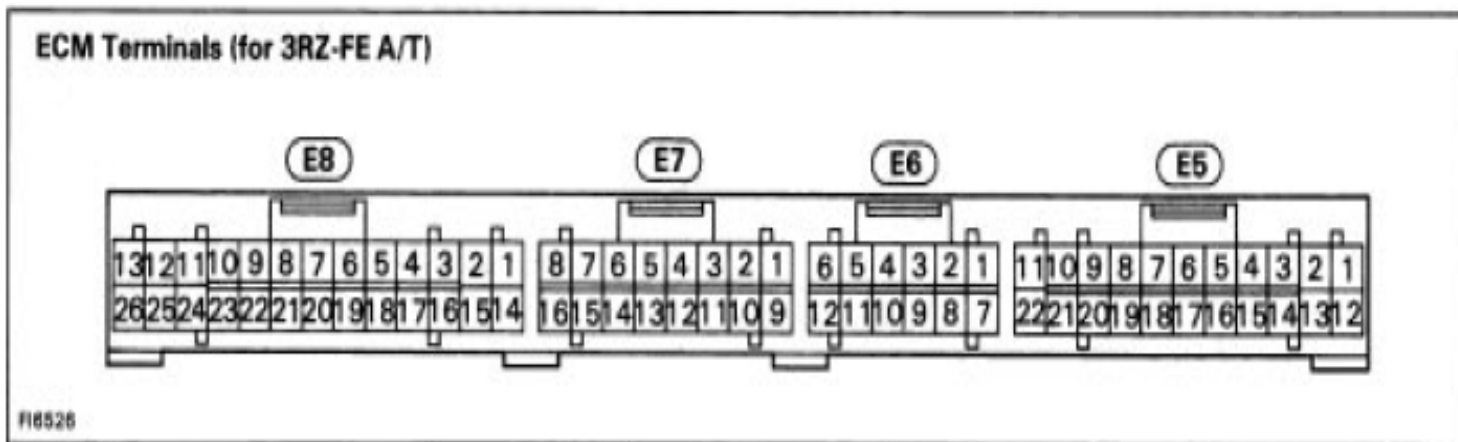 ECM Terminals (for 3RZ-FE A/T)
E8 E7 E6 E5
13 12 11 10 9 8 7 6 5 4 3 2 1 8 7 6 5 4 3 2 1 6 5 4 3 2 1 11 10 9 8 7 6 5 4 3 2 1
26 25 24 23 22 21 20 19 18 17 16 15 14 16 15 14 13 12 11 10 9 12 11 10 9 8 7 22 21 20 19 18 17 16 15 14 13 12
FI6526